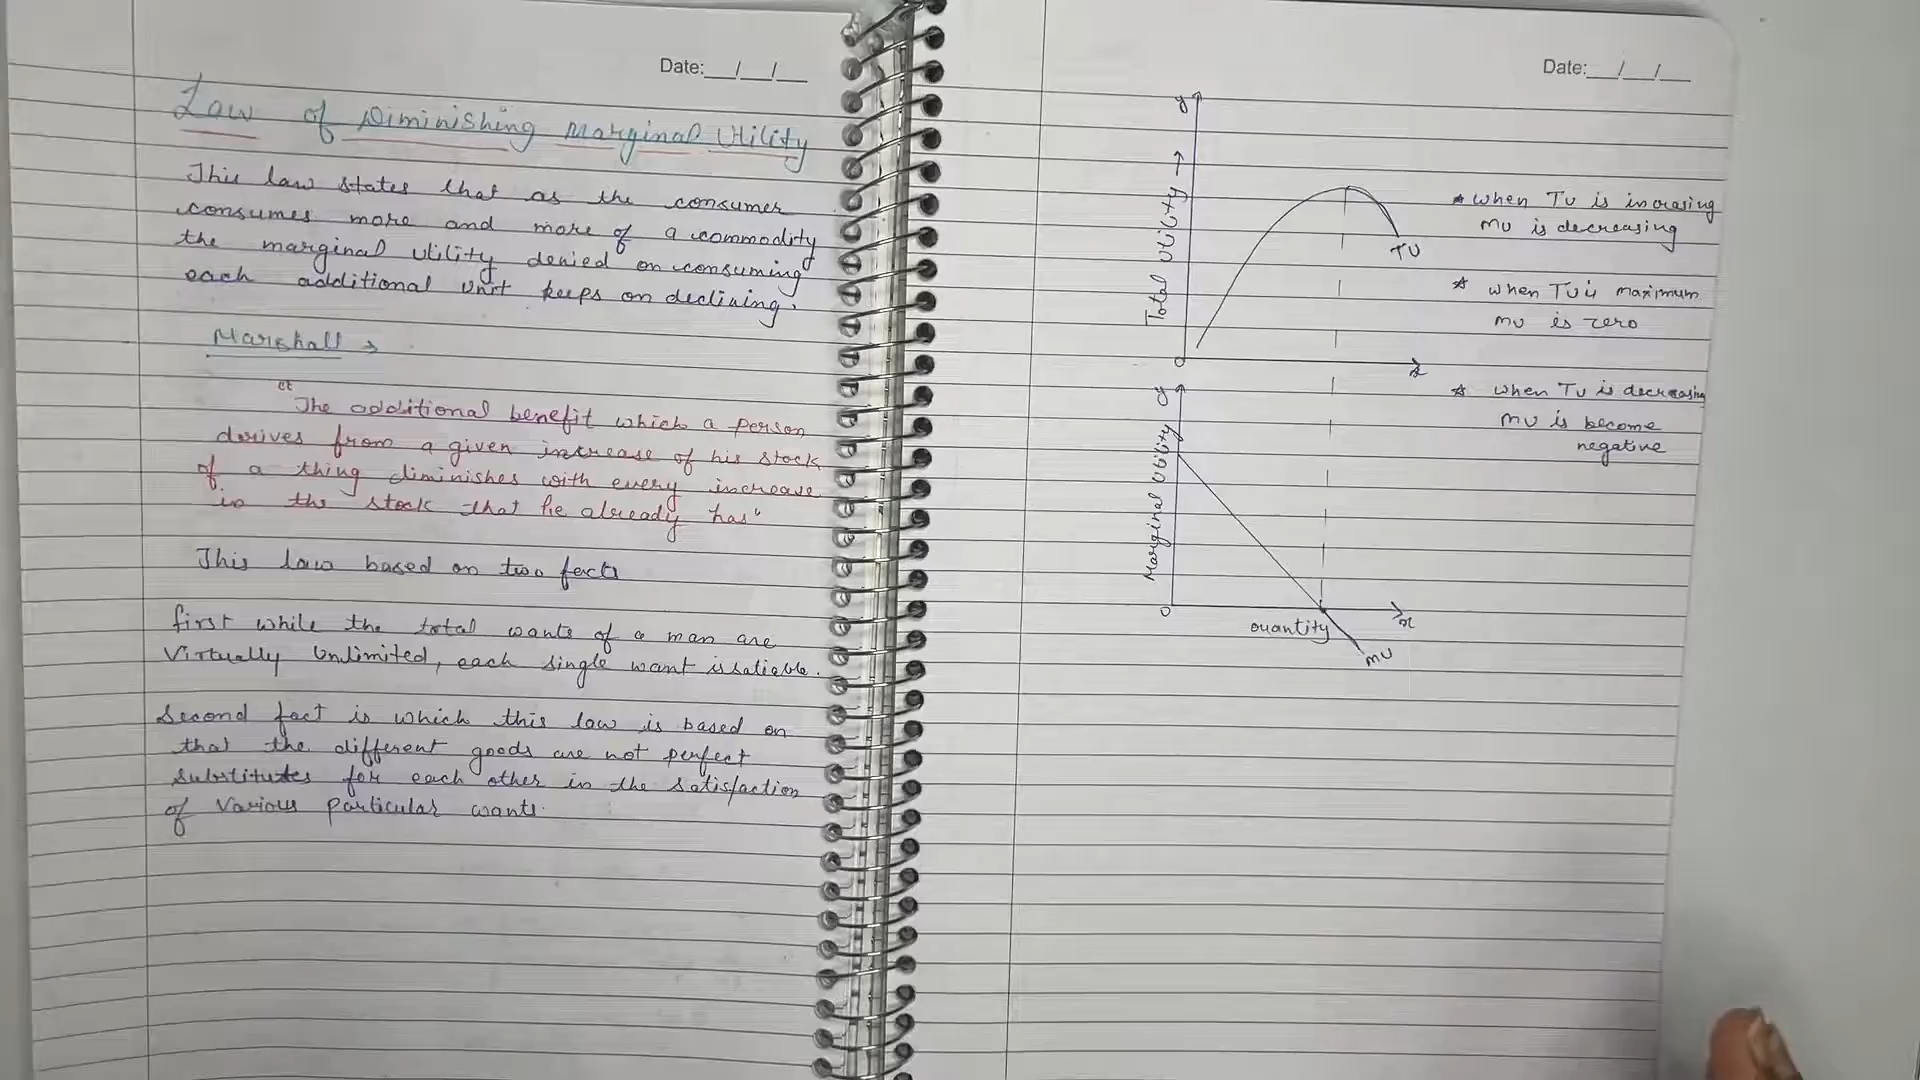 Date:__/__/__
Law of Diminishing Marginal Utility
This law states that as the consumer
consumes more and more of a commodity
the marginal utility denied on consuming
each additional unit keeps on declining.
Marshall →
"The additional benefit which a person
derives from a given increase of his stock
of a thing diminishes with every increase
in the stock that he already has"
This law based on two facts
first while the total wants of a man are
Virtually Unlimited, each single want is satiable.
Second fact is which this law is based on
that the different goods are not perfect
substitutes for each other in the satisfaction
of various particular wants.
Date:__/__/__
y
Total Utility →
TU
0
x
* when TU is incrasing
MU is decreasing
* when TU is maximum
MU is zero
* when TU is decreasing
MU is become
negative
y
Marginal Utility
0
Quantity
x
MU